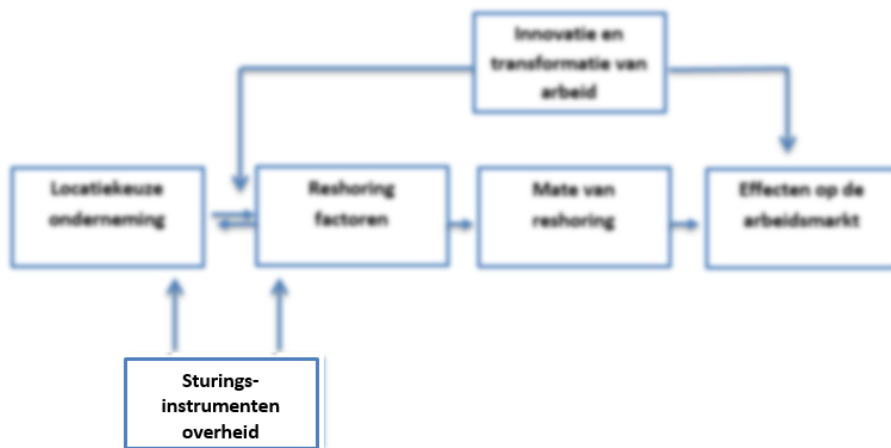 Innovatie en
transformatie van
arbeid
Locatiekeuze
onderneming
Reshoring
factoren
Mate van
reshoring
Effecten op de
arbeidsmarkt
Sturings-
instrumenten
overheid